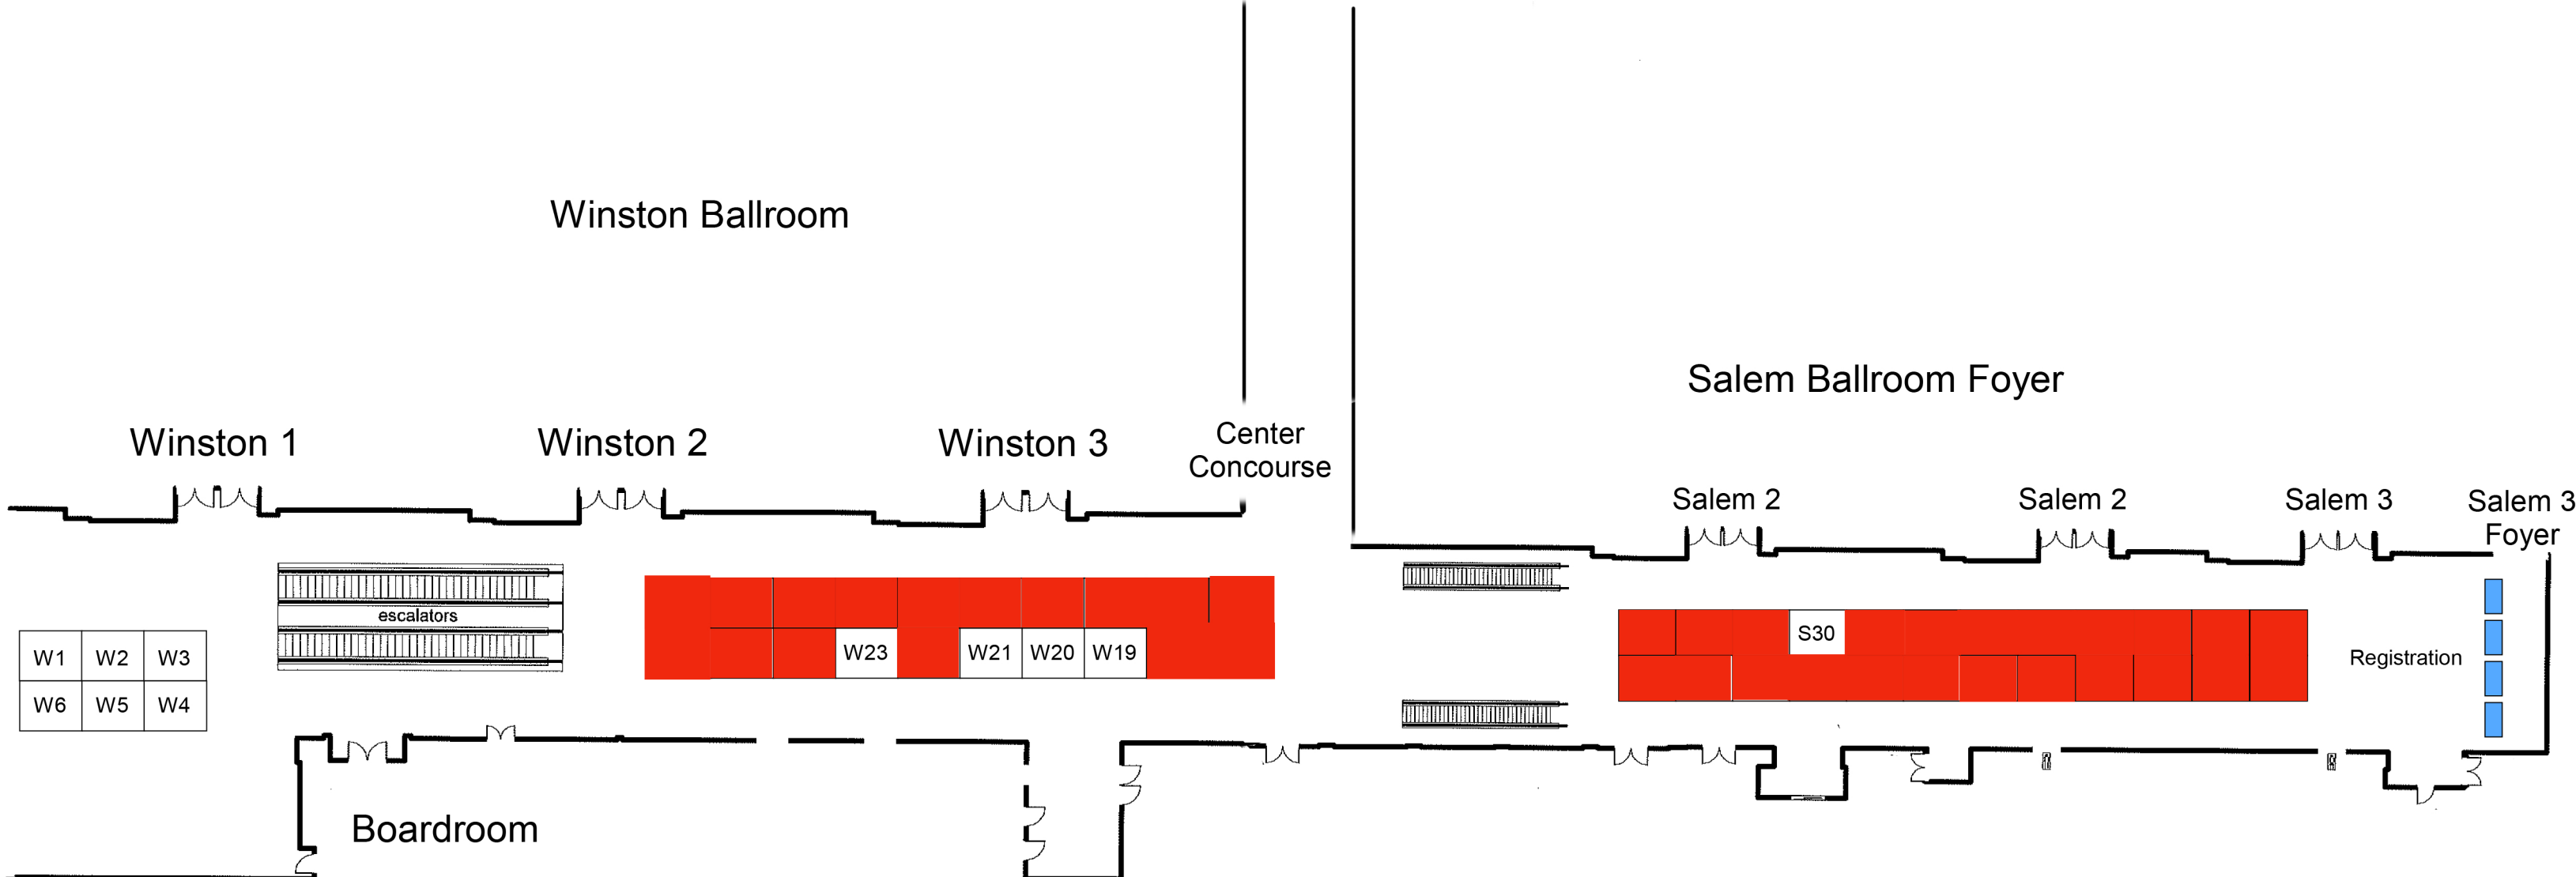 Winston Ballroom
Salem Ballroom Foyer
Winston 1
Winston 2
Winston 3
Center
Concourse
Salem 2
Salem 2
Salem 3
Salem 3
Foyer
escalators
W1 W2 W3
W6 W5 W4
W23
W21 W20 W19
S30
Registration
Boardroom